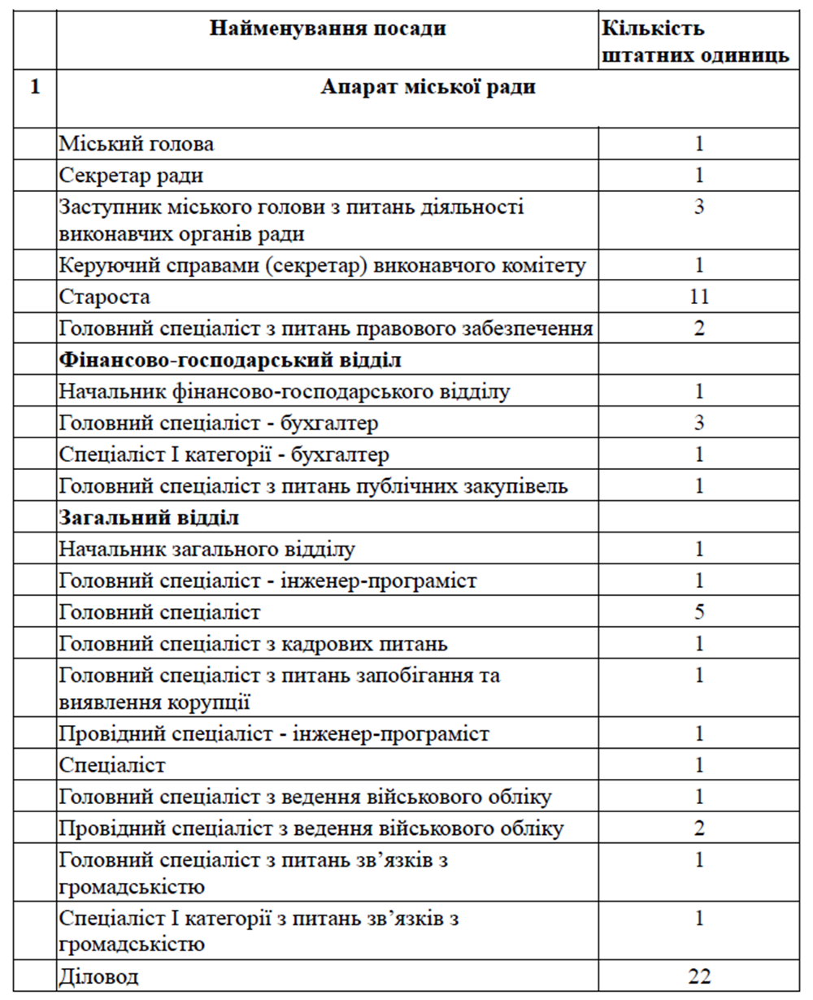 Найменування посади
Кількість
штатних одиниць
1
Апарат міської ради
Міський голова 1
Секретар ради 1
Заступник міського голови з питань діяльності 3
виконавчих органів ради
Керуючий справами (секретар) виконавчого комітету 1
Староста 11
Головний спеціаліст з питань правового забезпечення 2
Фінансово-господарський відділ
Начальник фінансово-господарського відділу 1
Головний спеціаліст - бухгалтер 3
Спеціаліст І категорії - бухгалтер 1
Головний спеціаліст з питань публічних закупівель 1
Загальний відділ
Начальник загального відділу 1
Головний спеціаліст - інженер-програміст 1
Головний спеціаліст 5
Головний спеціаліст з кадрових питань 1
Головний спеціаліст з питань запобігання та 1
виявлення корупції
Провідний спеціаліст - інженер-програміст 1
Спеціаліст 1
Головний спеціаліст з ведення військового обліку 1
Провідний спеціаліст з ведення військового обліку 2
Головний спеціаліст з питань зв’язків з 1
громадськістю
Спеціаліст І категорії з питань зв’язків з 1
громадськістю
Діловод 22